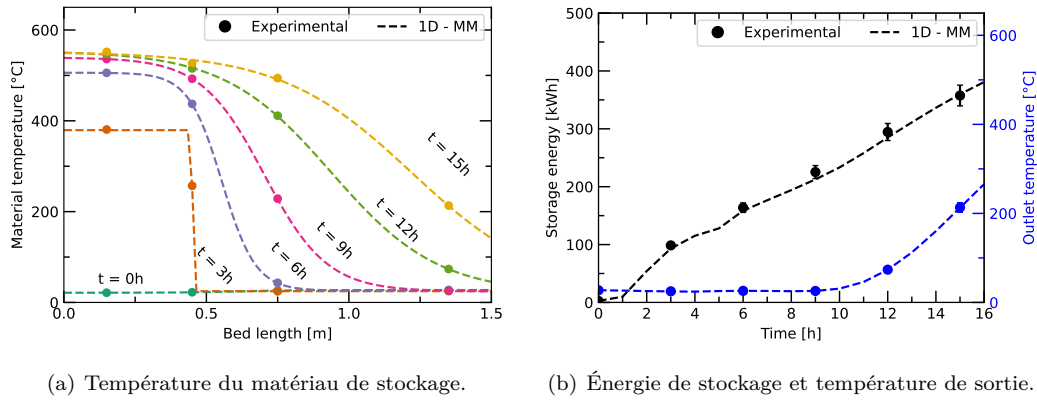 Experimental 1D - MM
600
400
200
0
Material temperature [°C]
t = 0h
t = 3h
t = 6h
t = 9h
t = 12h
t = 15h
0.0 0.5 1.0 1.5
Bed length [m]
(a) Température du matériau de stockage.
Experimental 1D - MM
500
400
300
200
100
0
Storage energy [kWh]
600
400
200
0
Outlet temperature [°C]
0 2 4 6 8 10 12 14 16
Time [h]
(b) Énergie de stockage et température de sortie.